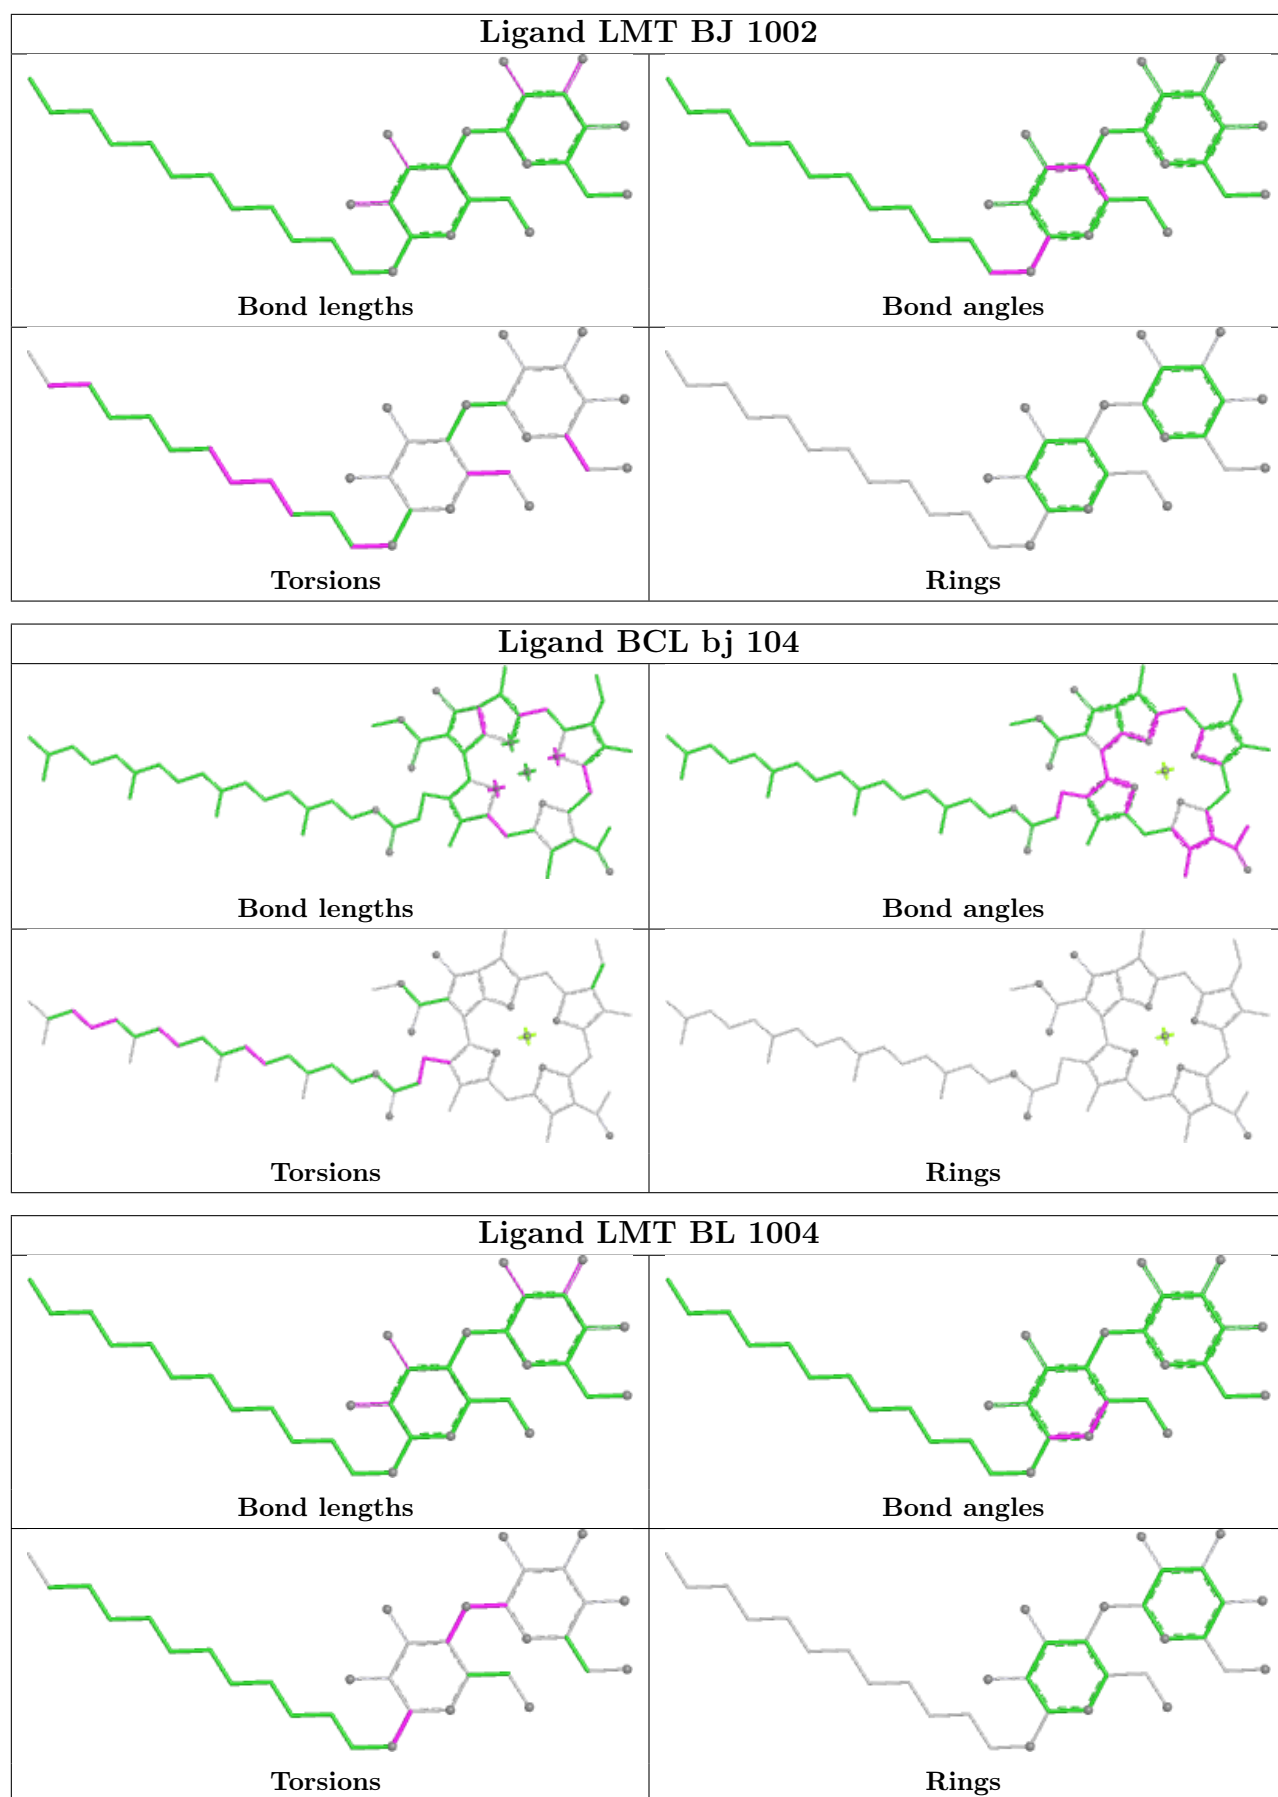 Ligand LMT BJ 1002
Bond lengths
Bond angles
Torsions
Rings
Ligand BCL bj 104
Bond lengths
Bond angles
Torsions
Rings
Ligand LMT BL 1004
Bond lengths
Bond angles
Torsions
Rings